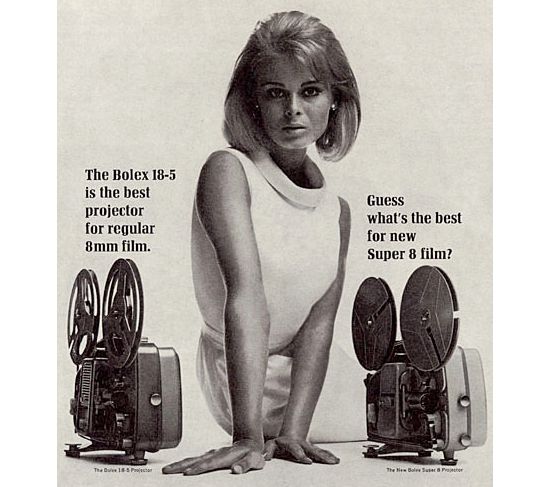 The Bolex 18-5
is the best
projector
for regular
8mm film.
Guess
what's the best
for new
Super 8 film?
The Bolex 18-5 Projector
The New Bolex Super 8 Projector